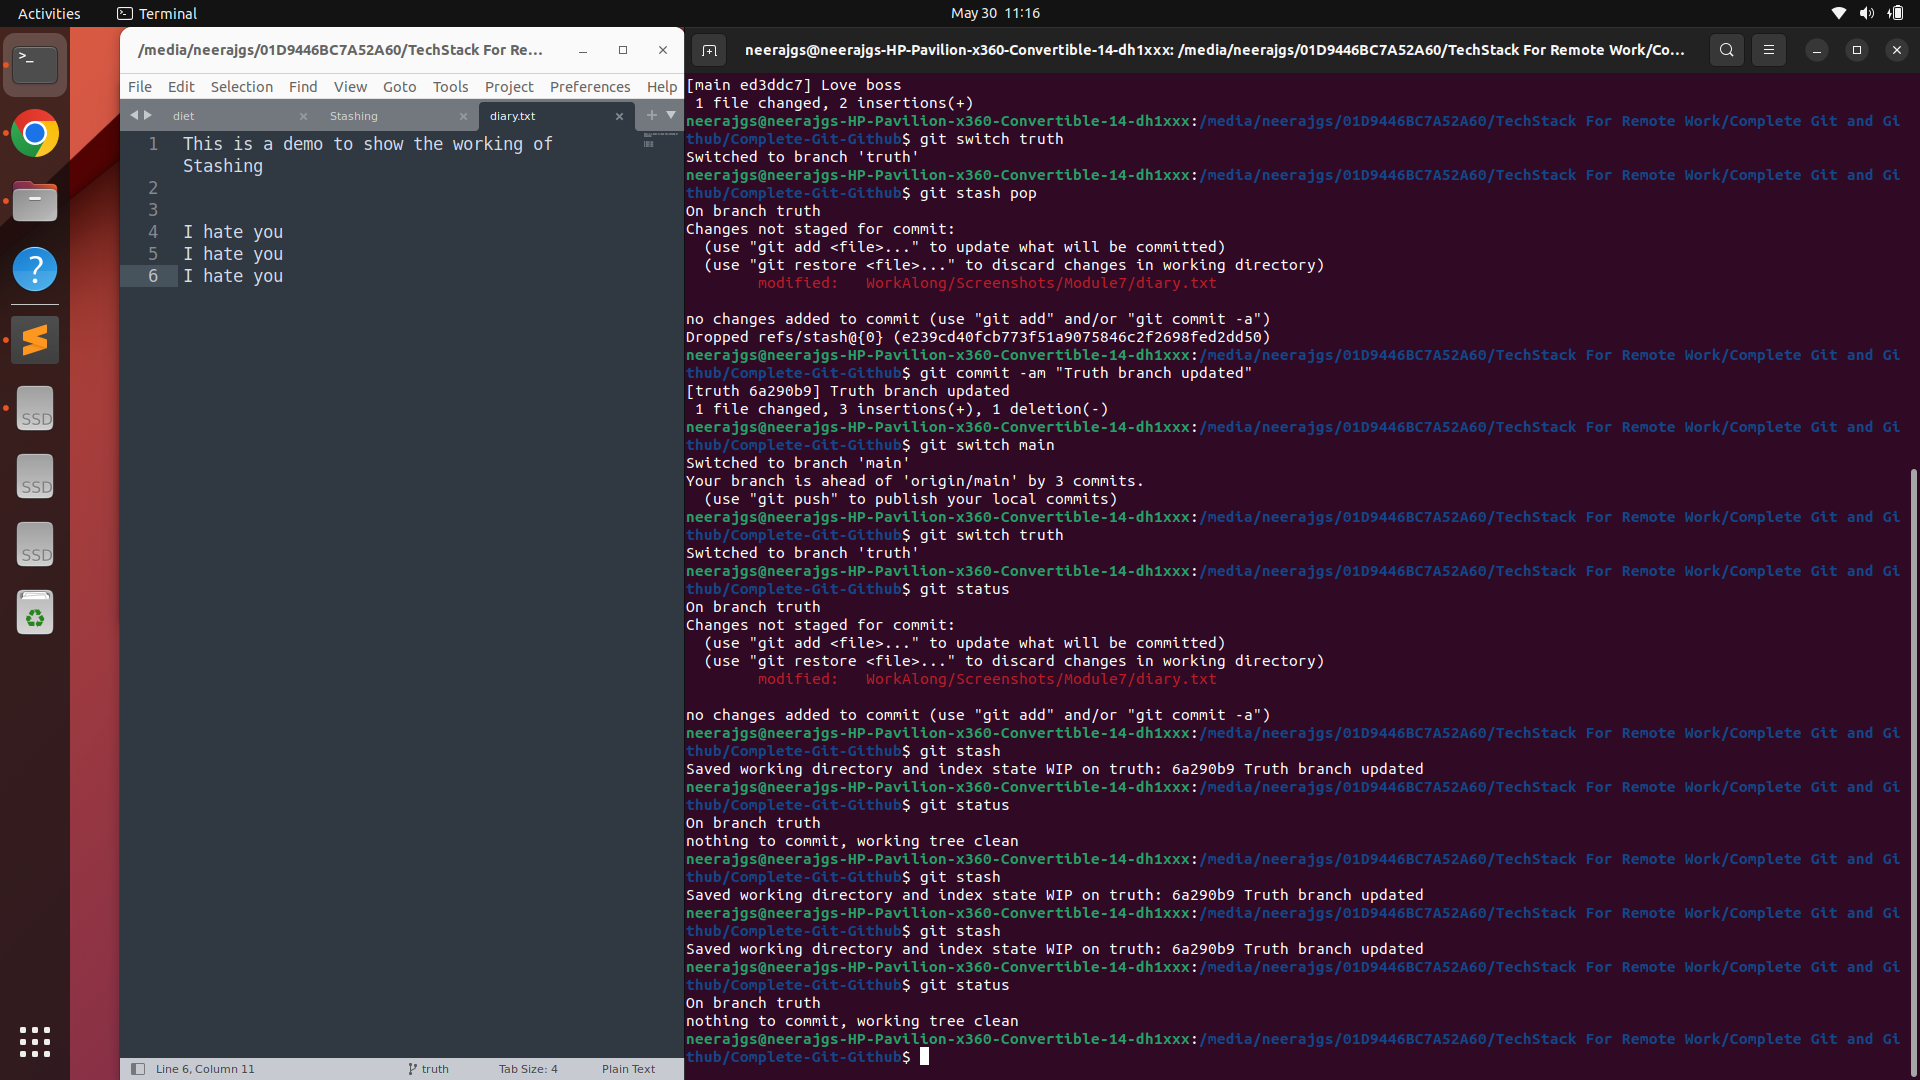 Activities
Terminal
May 30  11:16
/media/neerajgs/01D9446BC7A52A60/TechStack For Re...
File Edit Selection Find View Goto Tools Project Preferences Help
diet
Stashing
diary.txt
1 This is a demo to show the working of
Stashing
2
3
4 I hate you
5 I hate you
6 I hate you
Line 6, Column 11
truth
Tab Size: 4
Plain Text
SSD
SSD
SSD
neerajgs@neerajgs-HP-Pavilion-x360-Convertible-14-dh1xxx: /media/neerajgs/01D9446BC7A52A60/TechStack For Remote Work/Co...
[main ed3ddc7] Love boss
 1 file changed, 2 insertions(+)
neerajgs@neerajgs-HP-Pavilion-x360-Convertible-14-dh1xxx:/media/neerajgs/01D9446BC7A52A60/TechStack For Remote Work/Complete Git and Gi
thub/Complete-Git-Github$ git switch truth
Switched to branch 'truth'
neerajgs@neerajgs-HP-Pavilion-x360-Convertible-14-dh1xxx:/media/neerajgs/01D9446BC7A52A60/TechStack For Remote Work/Complete Git and Gi
thub/Complete-Git-Github$ git stash pop
On branch truth
Changes not staged for commit:
  (use "git add <file>..." to update what will be committed)
  (use "git restore <file>..." to discard changes in working directory)
        modified:   WorkAlong/Screenshots/Module7/diary.txt
no changes added to commit (use "git add" and/or "git commit -a")
Dropped refs/stash@{0} (e239cd40fcb773f51a9075846c2f2698fed2dd50)
neerajgs@neerajgs-HP-Pavilion-x360-Convertible-14-dh1xxx:/media/neerajgs/01D9446BC7A52A60/TechStack For Remote Work/Complete Git and Gi
thub/Complete-Git-Github$ git commit -am "Truth branch updated"
[truth 6a290b9] Truth branch updated
 1 file changed, 3 insertions(+), 1 deletion(-)
neerajgs@neerajgs-HP-Pavilion-x360-Convertible-14-dh1xxx:/media/neerajgs/01D9446BC7A52A60/TechStack For Remote Work/Complete Git and Gi
thub/Complete-Git-Github$ git switch main
Switched to branch 'main'
Your branch is ahead of 'origin/main' by 3 commits.
  (use "git push" to publish your local commits)
neerajgs@neerajgs-HP-Pavilion-x360-Convertible-14-dh1xxx:/media/neerajgs/01D9446BC7A52A60/TechStack For Remote Work/Complete Git and Gi
thub/Complete-Git-Github$ git switch truth
Switched to branch 'truth'
neerajgs@neerajgs-HP-Pavilion-x360-Convertible-14-dh1xxx:/media/neerajgs/01D9446BC7A52A60/TechStack For Remote Work/Complete Git and Gi
thub/Complete-Git-Github$ git status
On branch truth
Changes not staged for commit:
  (use "git add <file>..." to update what will be committed)
  (use "git restore <file>..." to discard changes in working directory)
        modified:   WorkAlong/Screenshots/Module7/diary.txt
no changes added to commit (use "git add" and/or "git commit -a")
neerajgs@neerajgs-HP-Pavilion-x360-Convertible-14-dh1xxx:/media/neerajgs/01D9446BC7A52A60/TechStack For Remote Work/Complete Git and Gi
thub/Complete-Git-Github$ git stash
Saved working directory and index state WIP on truth: 6a290b9 Truth branch updated
neerajgs@neerajgs-HP-Pavilion-x360-Convertible-14-dh1xxx:/media/neerajgs/01D9446BC7A52A60/TechStack For Remote Work/Complete Git and Gi
thub/Complete-Git-Github$ git status
On branch truth
nothing to commit, working tree clean
neerajgs@neerajgs-HP-Pavilion-x360-Convertible-14-dh1xxx:/media/neerajgs/01D9446BC7A52A60/TechStack For Remote Work/Complete Git and Gi
thub/Complete-Git-Github$ git stash
Saved working directory and index state WIP on truth: 6a290b9 Truth branch updated
neerajgs@neerajgs-HP-Pavilion-x360-Convertible-14-dh1xxx:/media/neerajgs/01D9446BC7A52A60/TechStack For Remote Work/Complete Git and Gi
thub/Complete-Git-Github$ git stash
Saved working directory and index state WIP on truth: 6a290b9 Truth branch updated
neerajgs@neerajgs-HP-Pavilion-x360-Convertible-14-dh1xxx:/media/neerajgs/01D9446BC7A52A60/TechStack For Remote Work/Complete Git and Gi
thub/Complete-Git-Github$ git status
On branch truth
nothing to commit, working tree clean
neerajgs@neerajgs-HP-Pavilion-x360-Convertible-14-dh1xxx:/media/neerajgs/01D9446BC7A52A60/TechStack For Remote Work/Complete Git and Gi
thub/Complete-Git-Github$